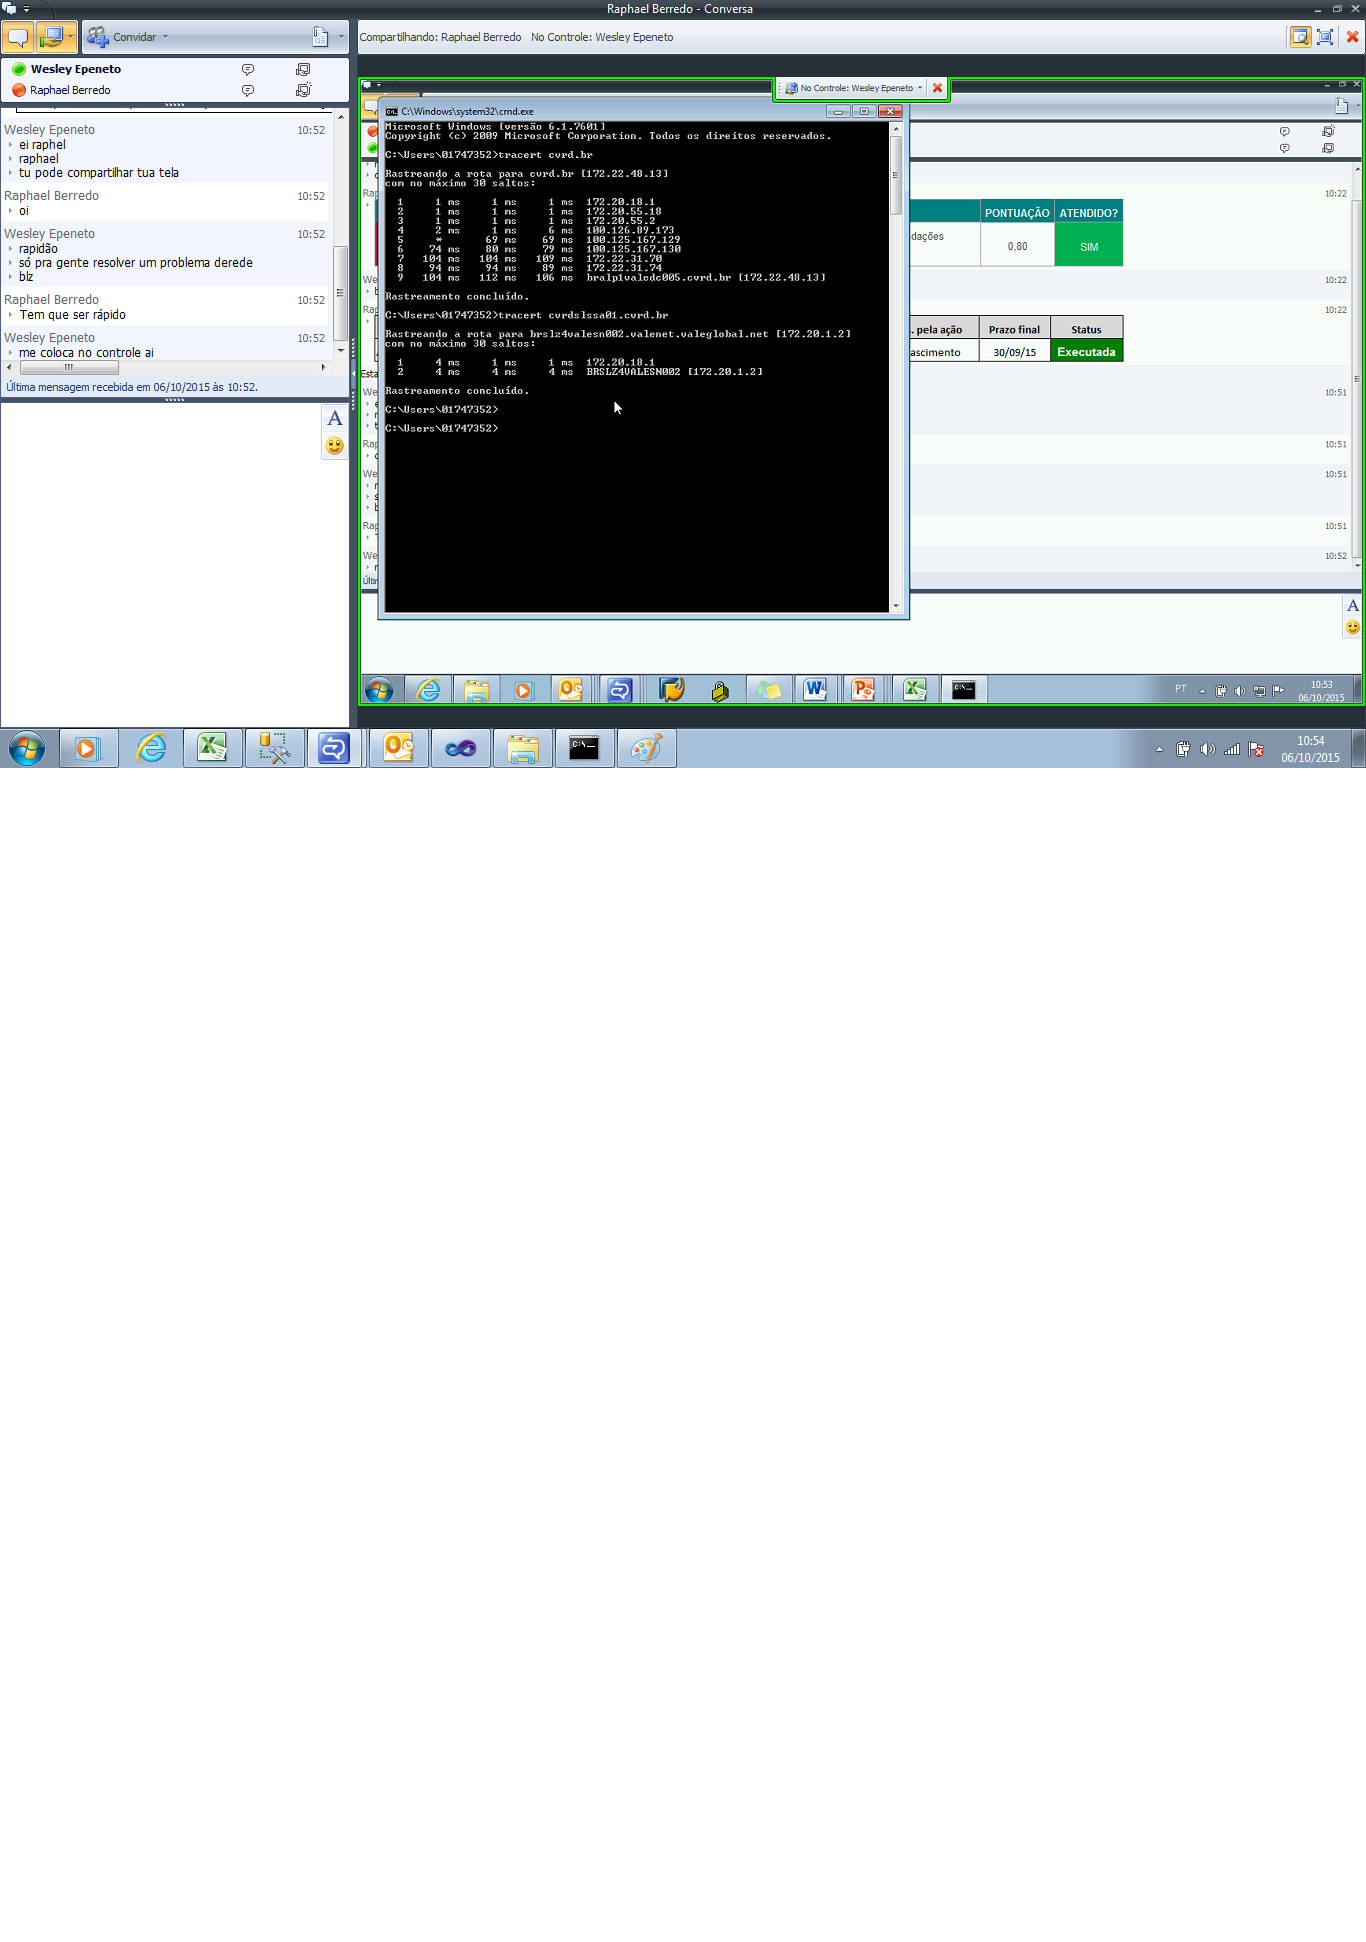 Raphael Berredo - Conversa
Convidar
Compartilhando: Raphael Berredo No Controle: Wesley Epeneto
Wesley Epeneto
Raphael Berredo
Wesley Epeneto 10:52
ei raphel
raphael
tu pode compartilhar tua tela
Raphael Berredo 10:52
oi
Wesley Epeneto 10:52
rapidão
só pra gente resolver um problema derede
blz
Raphael Berredo 10:52
Tem que ser rápido
Wesley Epeneto 10:52
me coloca no controle ai
Última mensagem recebida em 06/10/2015 às 10:52.
A
No Controle: Wesley Epeneto
C:\Windows\system32\cmd.exe
Microsoft Windows [versão 6.1.7601]
Copyright (c) 2009 Microsoft Corporation. Todos os direitos reservados.
C:\Users\01747352>tracert cvrd.br
Rastreando a rota para cvrd.br [172.22.48.13]
com no máximo 30 saltos:
1 1 ms 1 ms 1 ms 172.20.18.1
2 1 ms 1 ms 1 ms 172.20.55.18
3 1 ms 1 ms 1 ms 172.20.55.2
4 2 ms 1 ms 6 ms 100.126.89.173
5 * 69 ms 69 ms 100.125.167.129
6 74 ms 80 ms 79 ms 100.125.167.130
7 104 ms 104 ms 109 ms 172.22.31.70
8 94 ms 94 ms 89 ms 172.22.31.74
9 104 ms 112 ms 106 ms bralp1valedc005.cvrd.br [172.22.48.13]
Rastreamento concluído.
C:\Users\01747352>tracert cvrdslssa01.cvrd.br
Rastreando a rota para brslz4valesn002.valenet.valeglobal.net [172.20.1.2]
com no máximo 30 saltos:
1 4 ms 1 ms 1 ms 172.20.18.1
2 4 ms 4 ms 4 ms BRSLZ4VALESN002 [172.20.1.2]
Rastreamento concluído.
C:\Users\01747352>
C:\Users\01747352>
10:22
PONTUAÇÃO ATENDIDO?
dações 0,80 SIM
10:22
10:22
. pela ação Prazo final Status
ascimento 30/09/15 Executada
Esta
10:51
10:51
10:51
10:51
10:52
A
PT 10:53
06/10/2015
10:54
06/10/2015